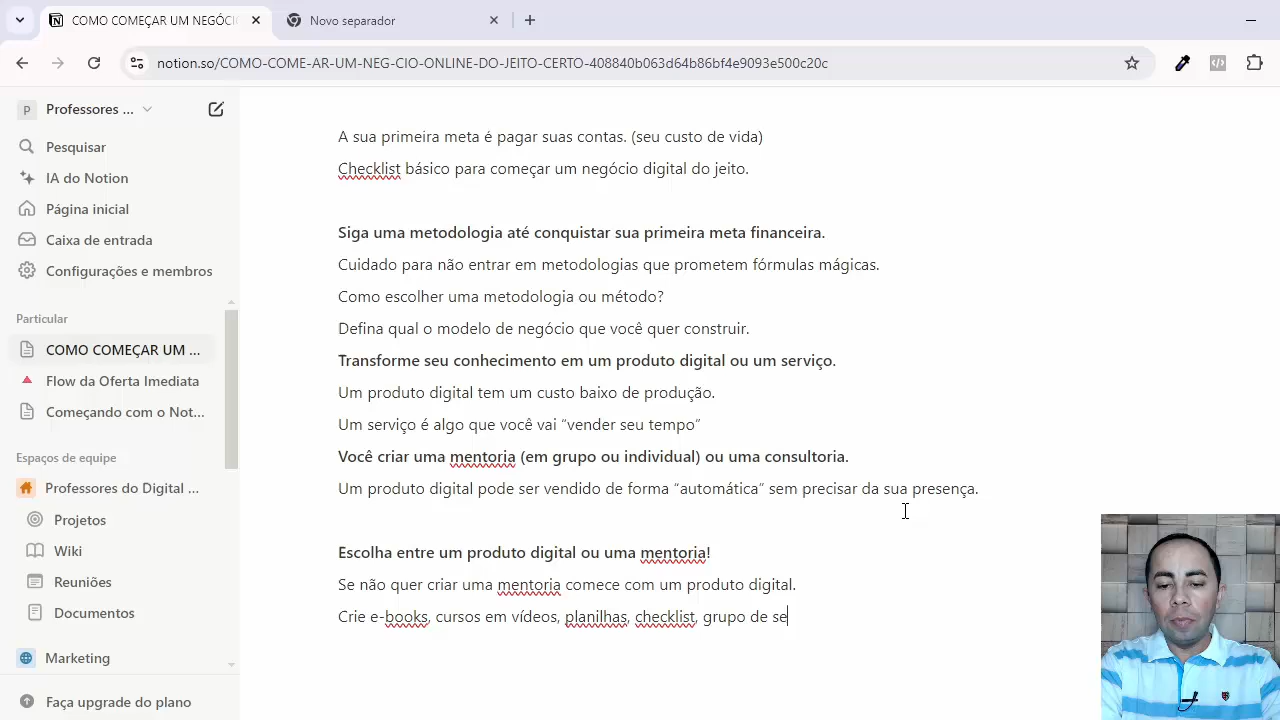 COMO COMEÇAR UM NEGÓCI
Novo separador
notion.so/COMO-COME-AR-UM-NEG-CIO-ONLINE-DO-JEITO-CERTO-408840b063d64b86bf4e9093e500c20c
P Professores ...
Pesquisar
IA do Notion
Página inicial
Caixa de entrada
Configurações e membros
Particular
COMO COMEÇAR UM ...
Flow da Oferta Imediata
Começando com o Not...
Espaços de equipe
Professores do Digital ...
Projetos
Wiki
Reuniões
Documentos
Marketing
Faça upgrade do plano
A sua primeira meta é pagar suas contas. (seu custo de vida)
Checklist básico para começar um negócio digital do jeito.
Siga uma metodologia até conquistar sua primeira meta financeira.
Cuidado para não entrar em metodologias que prometem fórmulas mágicas.
Como escolher uma metodologia ou método?
Defina qual o modelo de negócio que você quer construir.
Transforme seu conhecimento em um produto digital ou um serviço.
Um produto digital tem um custo baixo de produção.
Um serviço é algo que você vai “vender seu tempo”
Você criar uma mentoria (em grupo ou individual) ou uma consultoria.
Um produto digital pode ser vendido de forma “automática” sem precisar da sua presença.
Escolha entre um produto digital ou uma mentoria!
Se não quer criar uma mentoria comece com um produto digital.
Crie e-books, cursos em vídeos, planilhas, checklist, grupo de se